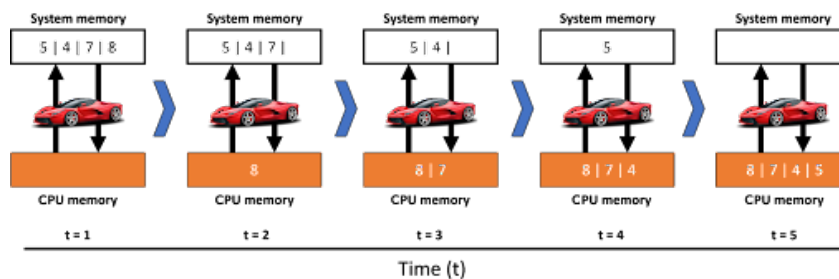 System memory System memory System memory System memory System memory
5 | 4 | 7 | 8 5 | 4 | 7 | 5 | 4 | 5
8 8 | 7 8 | 7 | 4 8 | 7 | 4 | 5
CPU memory CPU memory CPU memory CPU memory CPU memory
t = 1 t = 2 t = 3 t = 4 t = 5
Time (t)